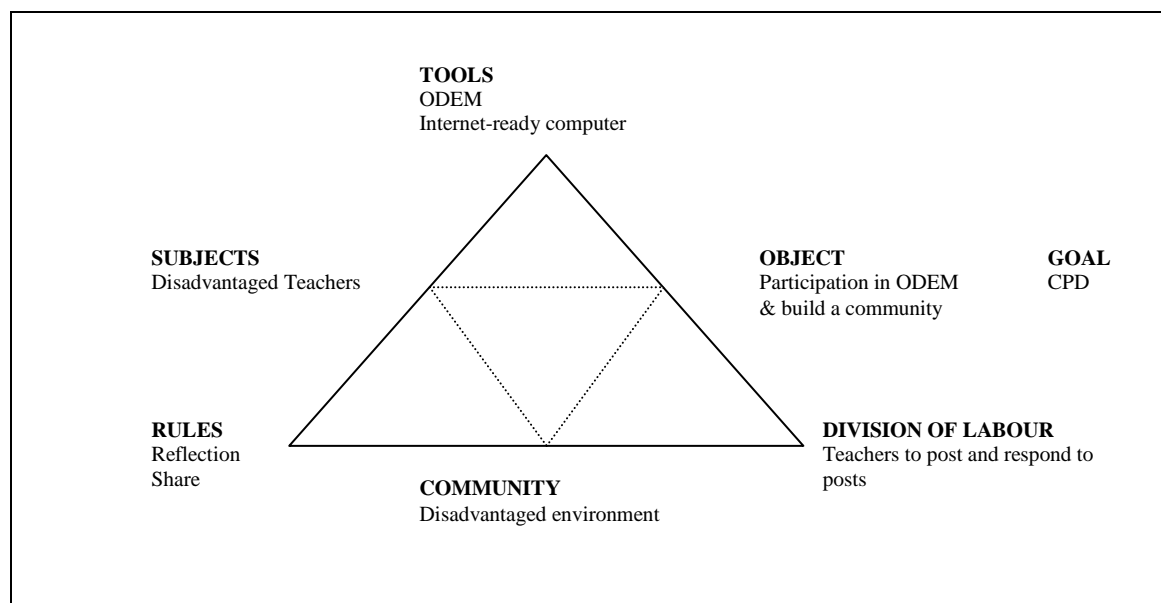 TOOLS
ODEM
Internet-ready computer
SUBJECTS
Disadvantaged Teachers
OBJECT
Participation in ODEM
& build a community
GOAL
CPD
RULES
Reflection
Share
COMMUNITY
Disadvantaged environment
DIVISION OF LABOUR
Teachers to post and respond to
posts